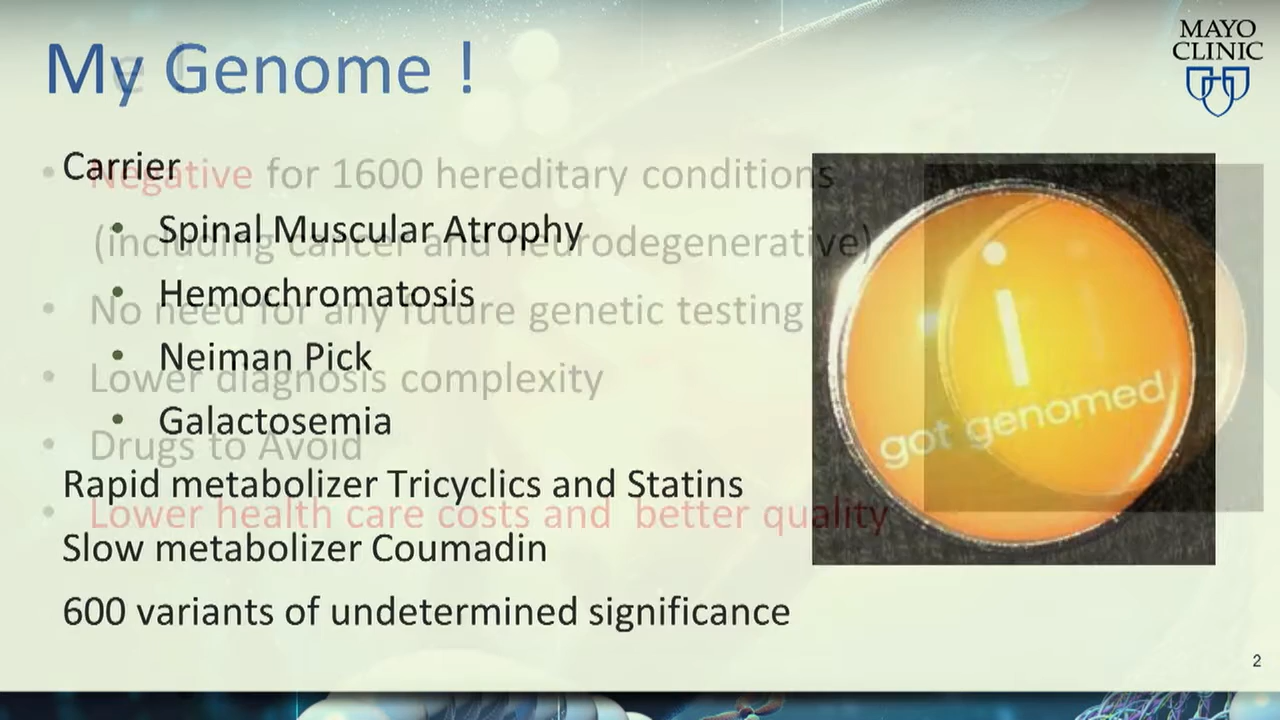 My Genome !
MAYO
CLINIC
Carrier
• Negative for 1600 hereditary conditions
• Spinal Muscular Atrophy
(including cancer and neurodegenerative)
• Hemochromatosis
• No need for any future genetic testing
• Neiman Pick
• Lower diagnosis complexity
• Galactosemia
• Drugs to Avoid
Rapid metabolizer Tricyclics and Statins
• Lower health care costs and better quality
Slow metabolizer Coumadin
600 variants of undetermined significance
i
got genomed
2